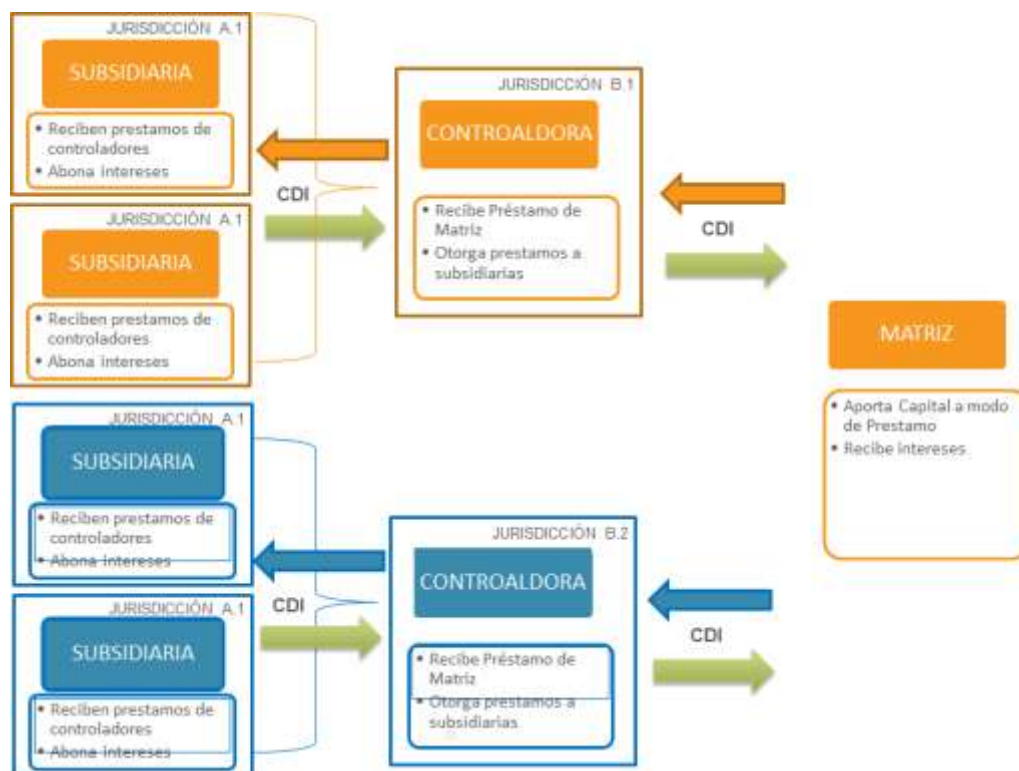 JURISDICCIÓN A.1
SUBSIDIARIA
• Reciben prestamos de
controladores
• Abona intereses
JURISDICCIÓN A.1
SUBSIDIARIA
• Reciben prestamos de
controladores
• Abona intereses
CDI
JURISDICCIÓN B.1
CONTROALDORA
• Recibe Préstamo de
Matriz
• Otorga prestamos a
subsidiarias
CDI
MATRIZ
• Aporta Capital a modo
de Prestamo
• Recibe intereses
JURISDICCIÓN A.1
SUBSIDIARIA
• Reciben prestamos de
controladores
• Abona intereses
JURISDICCIÓN A.1
SUBSIDIARIA
• Reciben prestamos de
controladores
• Abona intereses
CDI
JURISDICCIÓN B.2
CONTROALDORA
• Recibe Préstamo de
Matriz
• Otorga prestamos a
subsidiarias
CDI